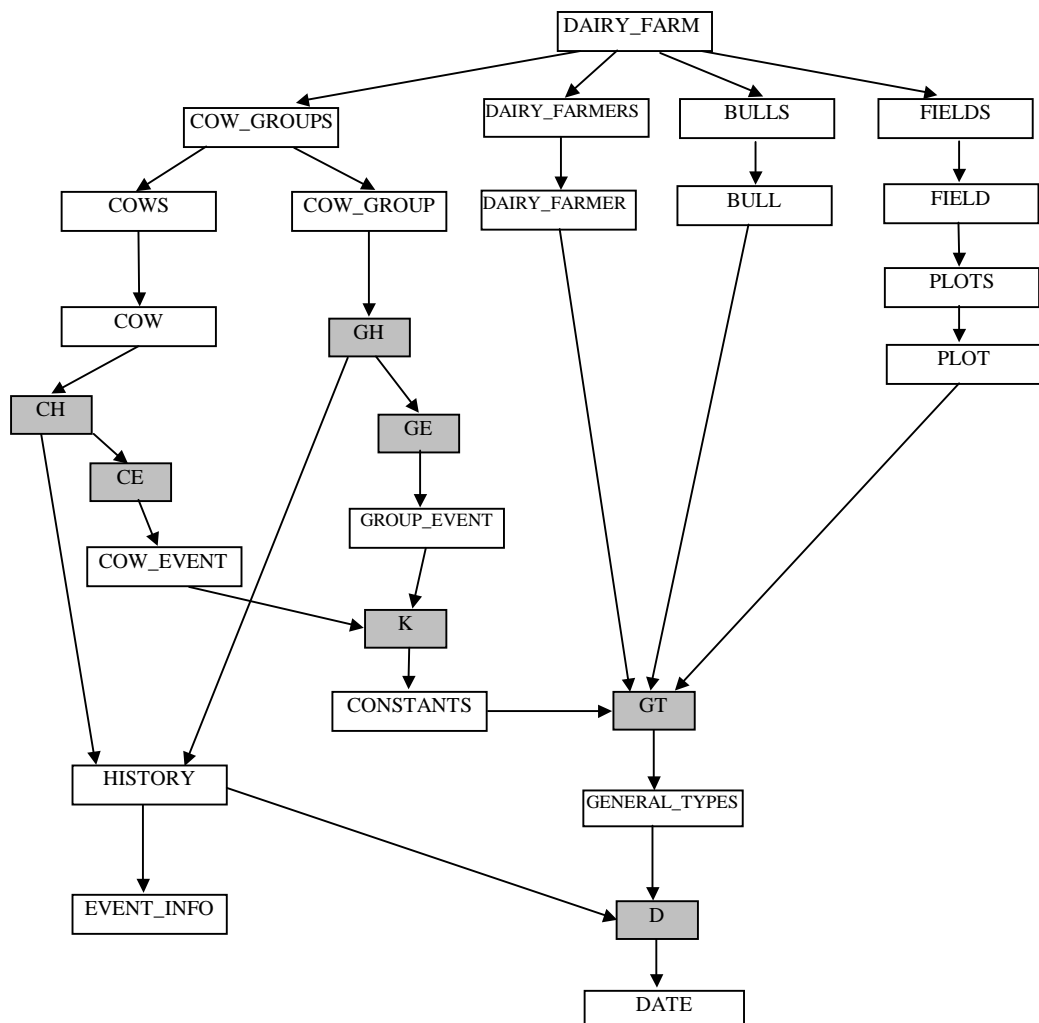 DAIRY_FARM
COW_GROUPS
DAIRY_FARMERS
BULLS
FIELDS
COWS
COW_GROUP
DAIRY_FARMER
BULL
FIELD
PLOTS
COW
GH
PLOT
CH
GE
CE
GROUP_EVENT
COW_EVENT
K
CONSTANTS
GT
HISTORY
GENERAL_TYPES
EVENT_INFO
D
DATE